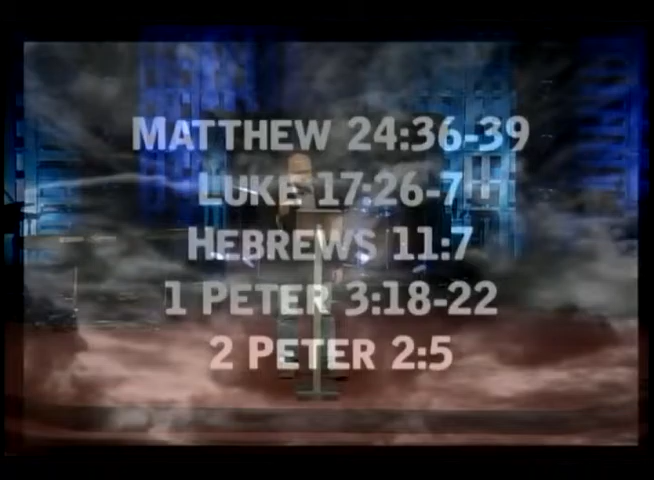 MATTHEW 24:36-39
LUKE 17:26-7
HEBREWS 11:7
1 PETER 3:18-22
2 PETER 2:5